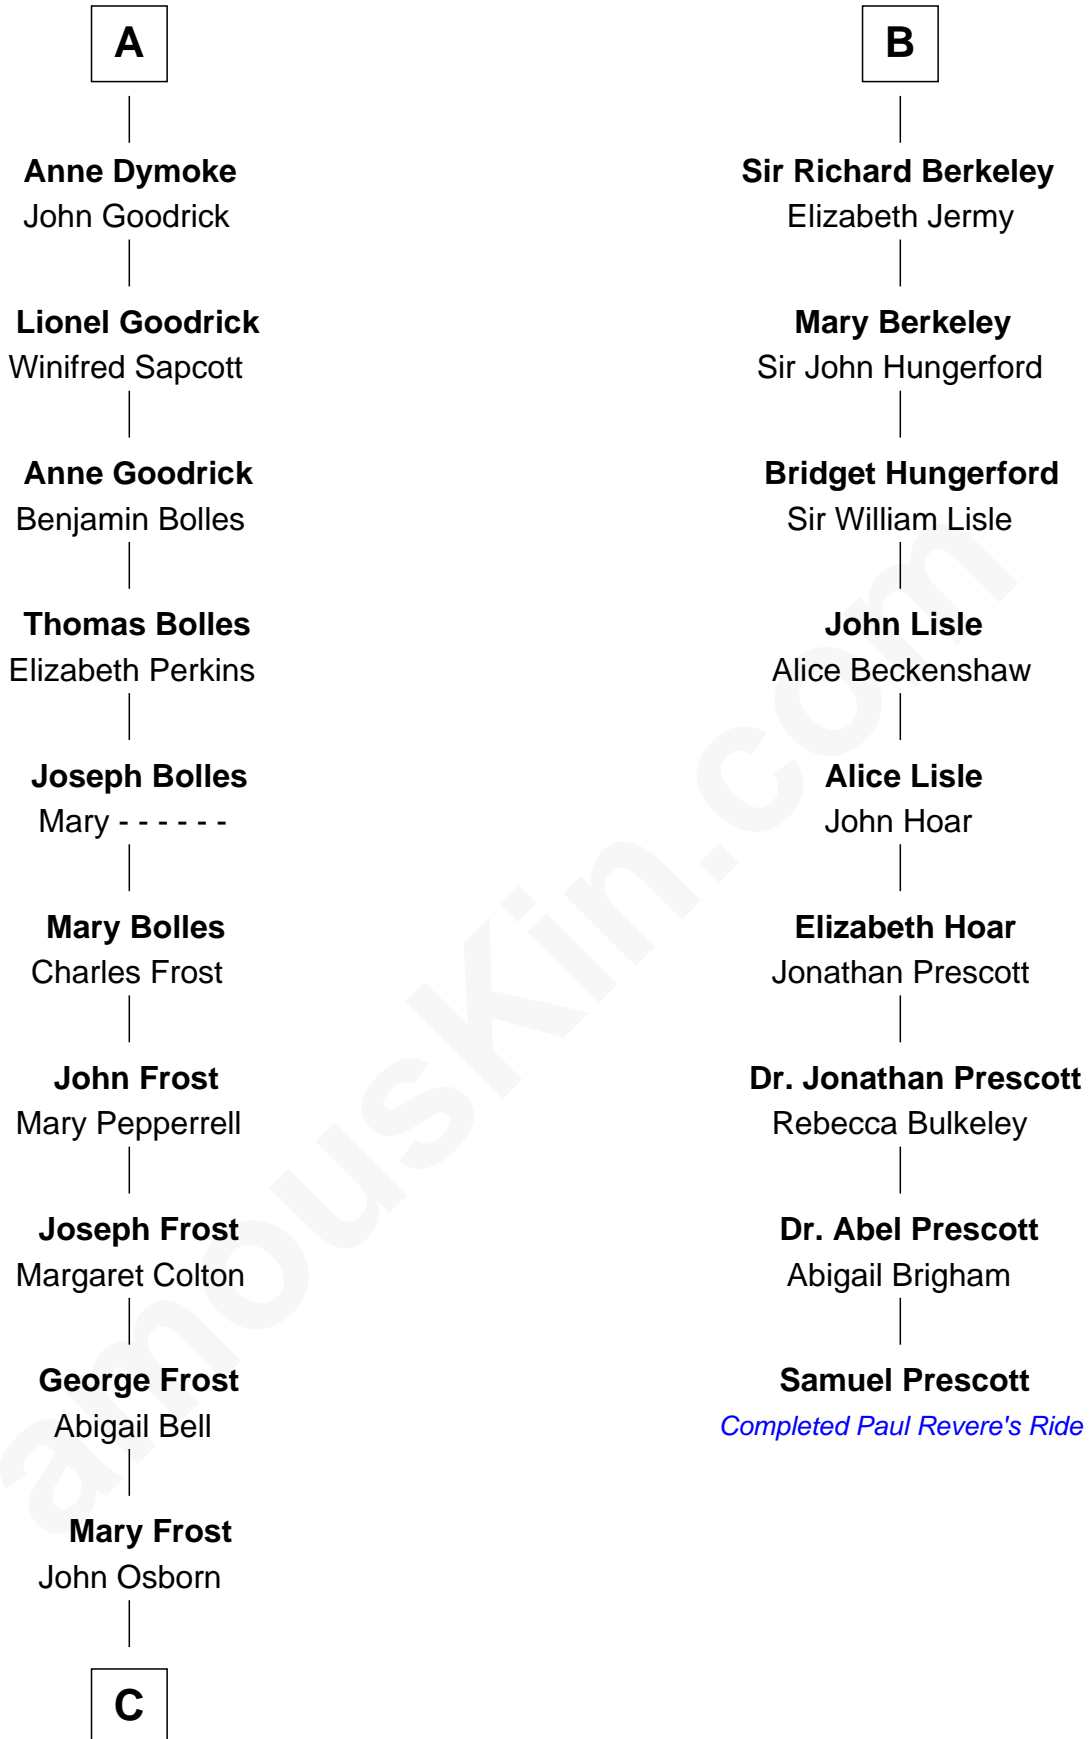 A
Anne Dymoke
John Goodrick
Lionel Goodrick
Winifred Sapcott
Anne Goodrick
Benjamin Bolles
Thomas Bolles
Elizabeth Perkins
Joseph Bolles
Mary - - - - - -
Mary Bolles
Charles Frost
John Frost
Mary Pepperrell
Joseph Frost
Margaret Colton
George Frost
Abigail Bell
Mary Frost
John Osborn
C
B
Sir Richard Berkeley
Elizabeth Jermy
Mary Berkeley
Sir John Hungerford
Bridget Hungerford
Sir William Lisle
John Lisle
Alice Beckenshaw
Alice Lisle
John Hoar
Elizabeth Hoar
Jonathan Prescott
Dr. Jonathan Prescott
Rebecca Bulkeley
Dr. Abel Prescott
Abigail Brigham
Samuel Prescott
Completed Paul Revere's Ride
amousKin.com